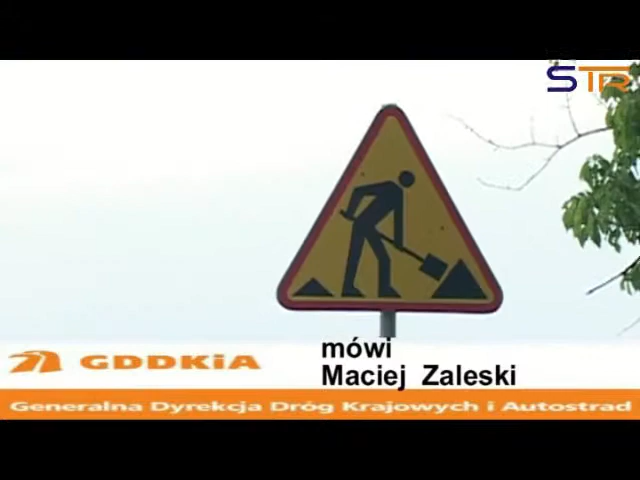 STR
GDDKiA
mówi
Maciej Zaleski
Generalna Dyrekcja Dróg Krajowych i Autostrad